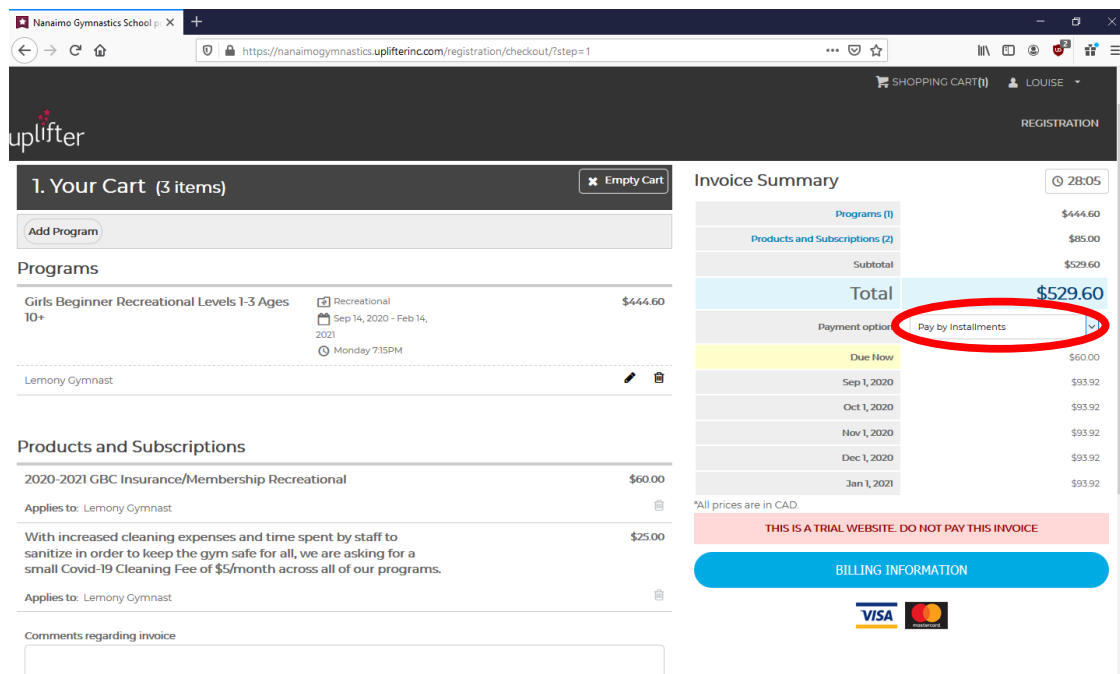 Nanaimo Gymnastics School p
https://nanaimogymnastics.uplifterinc.com/registration/checkout/?step=1
2
SHOPPING CART(1) LOUISE
uplifter
REGISTRATION
1. Your Cart (3 items)
Empty Cart
Add Program
Programs
Girls Beginner Recreational Levels 1-3 Ages
10+
Recreational
Sep 14, 2020 - Feb 14,
2021
Monday 7:15PM
$444.60
Lemony Gymnast
Products and Subscriptions
2020-2021 GBC Insurance/Membership Recreational $60.00
Applies to: Lemony Gymnast
With increased cleaning expenses and time spent by staff to $25.00
sanitize in order to keep the gym safe for all, we are asking for a
small Covid-19 Cleaning Fee of $5/month across all of our programs.
Applies to: Lemony Gymnast
Comments regarding invoice
Invoice Summary 28:05
Programs (1) $444.60
Products and Subscriptions (2) $85.00
Subtotal $529.60
Total $529.60
Payment option Pay by Installments
Due Now $60.00
Sep 1, 2020 $93.92
Oct 1, 2020 $93.92
Nov 1, 2020 $93.92
Dec 1, 2020 $93.92
Jan 1, 2021 $93.92
*All prices are in CAD.
THIS IS A TRIAL WEBSITE. DO NOT PAY THIS INVOICE
BILLING INFORMATION
VISA mastercard